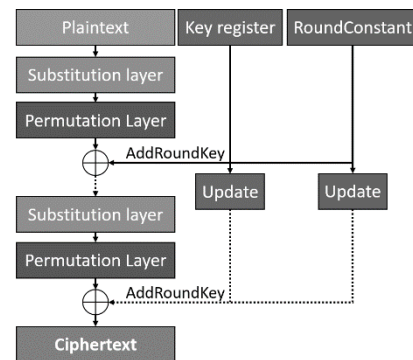 Plaintext
Key register
RoundConstant
Substitution layer
Permutation Layer
AddRoundKey
Update
Update
Substitution layer
Permutation Layer
AddRoundKey
Ciphertext